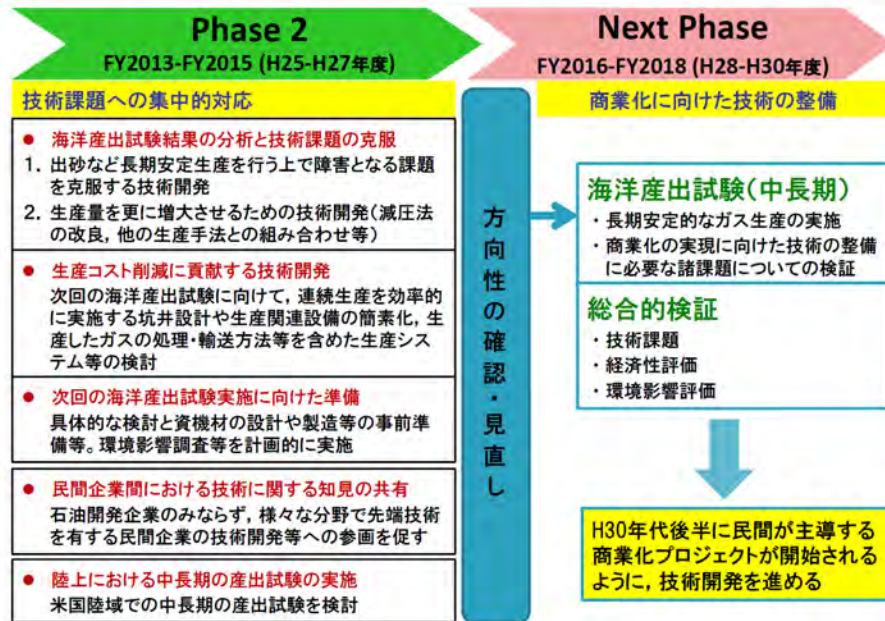 Phase 2
FY2013-FY2015 (H25-H27年度)
技術課題への集中的対応
● 海洋産出試験結果の分析と技術課題の克服
1. 出砂など長期安定生産を行う上で障害となる課題
を克服する技術開発
2. 生産量を更に増大させるための技術開発(減圧法
の改良, 他の生産手法との組み合わせ等)
● 生産コスト削減に貢献する技術開発
次回の海洋産出試験に向けて, 連続生産を効率的
に実施する坑井設計や生産関連設備の簡素化, 生
産したガスの処理・輸送方法等を含めた生産シス
テム等の検討
● 次回の海洋産出試験実施に向けた準備
具体的な検討と資機材の設計や製造等の事前準
備等。環境影響調査等を計画的に実施
● 民間企業間における技術に関する知見の共有
石油開発企業のみならず, 様々な分野で先端技術
を有する民間企業の技術開発等への参画を促す
● 陸上における中長期の産出試験の実施
米国陸域での中長期の産出試験を検討
方向性の確認・見直し
Next Phase
FY2016-FY2018 (H28-H30年度)
商業化に向けた技術の整備
海洋産出試験(中長期)
・長期安定的なガス生産の実施
・商業化の実現に向けた技術の整備
に必要な諸課題についての検証
総合的検証
・技術課題
・経済性評価
・環境影響評価
H30年代後半に民間が主導する
商業化プロジェクトが開始される
ように, 技術開発を進める